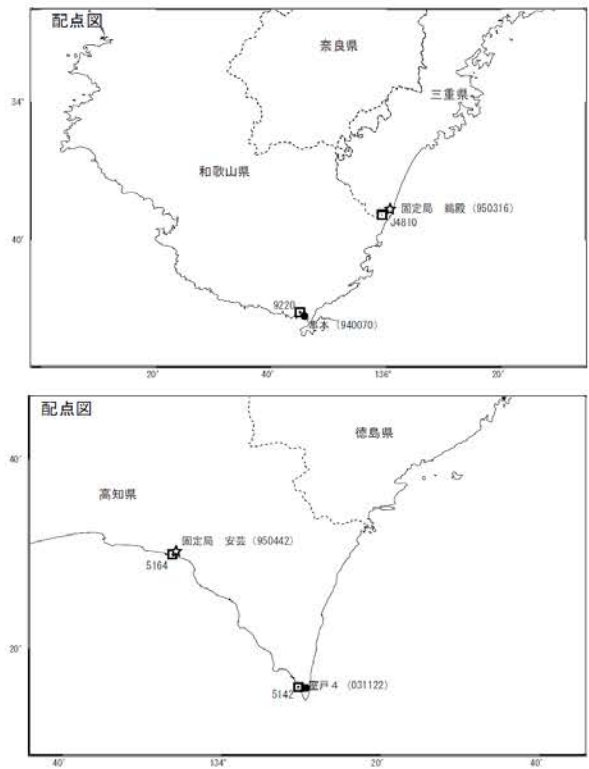 配点図
奈良県
三重県
34°
和歌山県
固定局 鵜殿 (950316)
J4810
40′
9220
串本 (940070)
20′
40′
136°
20′
配点図
徳島県
40′
高知県
固定局 安芸 (950442)
5164
20′
5142
室戸4 (031122)
40′
134°
20′
40′